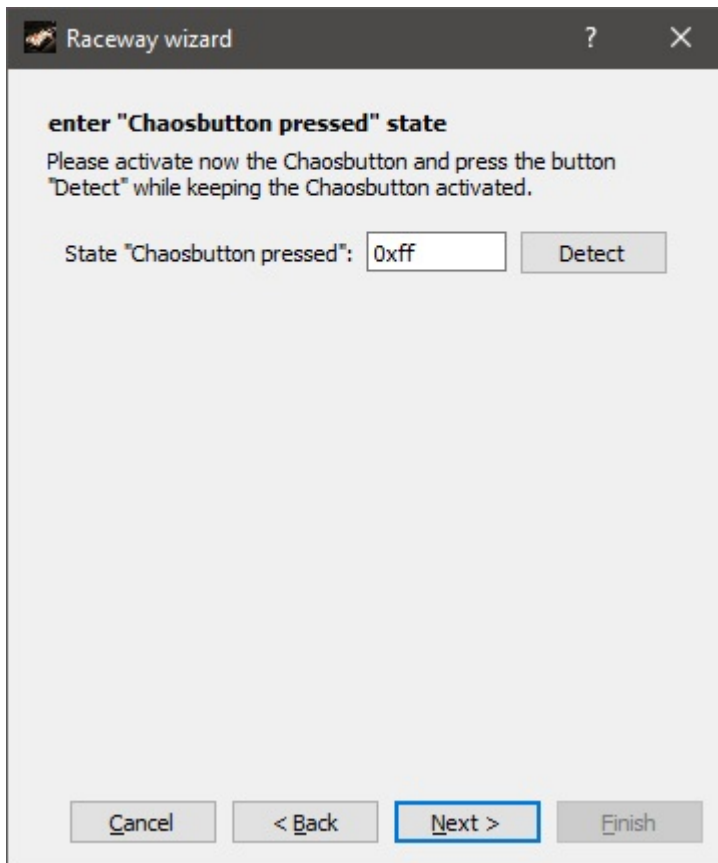 Raceway wizard
enter "Chaosbutton pressed" state
Please activate now the Chaosbutton and press the button
"Detect" while keeping the Chaosbutton activated.
State "Chaosbutton pressed": 0xff Detect
Cancel < Back Next > Finish